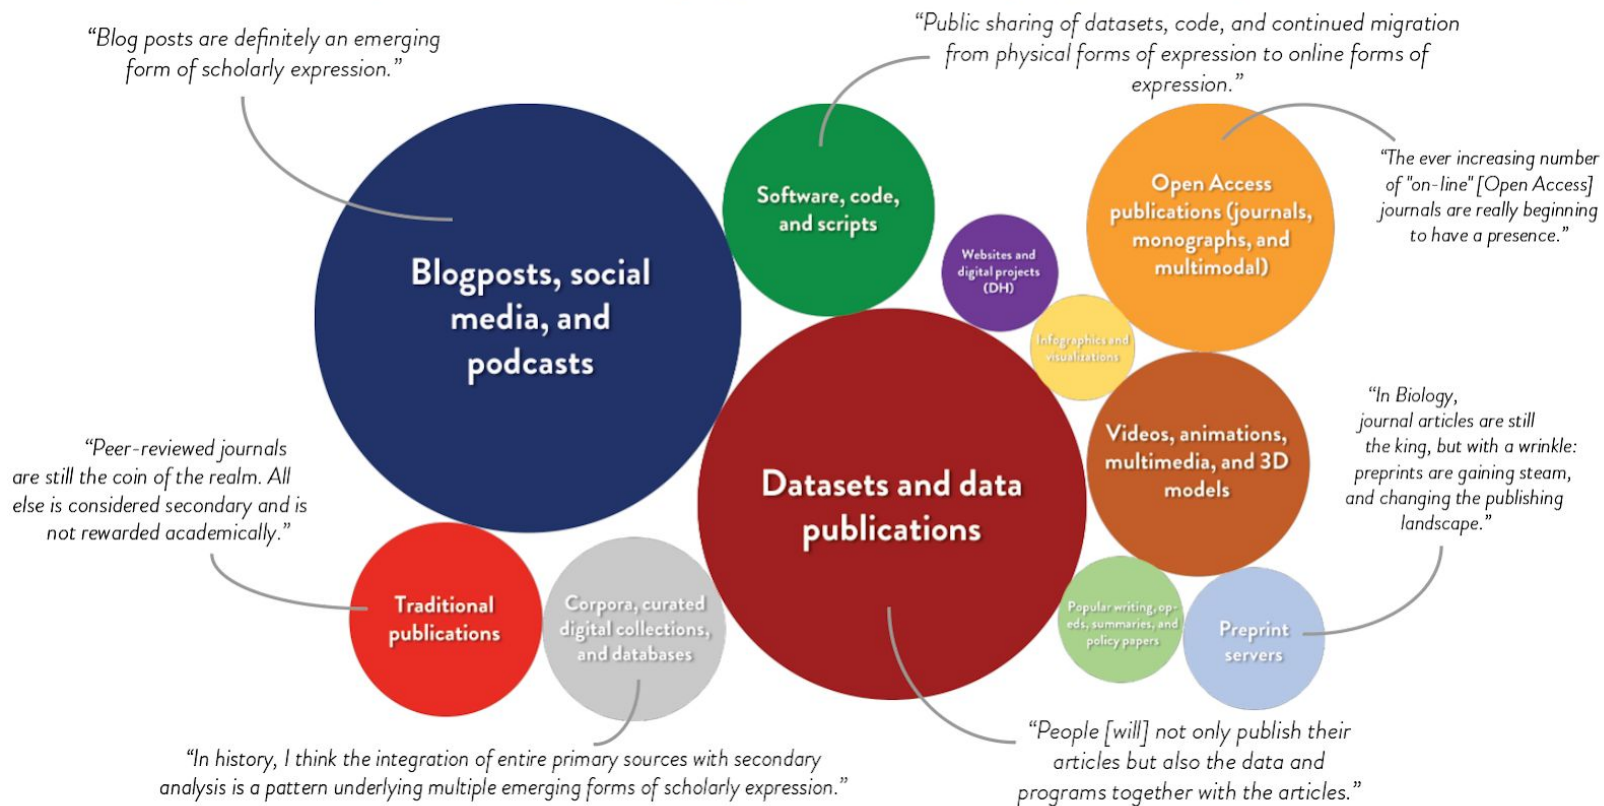 “Blog posts are definitely an emerging
form of scholarly expression.”
“Public sharing of datasets, code, and continued migration
from physical forms of expression to online forms of
expression.”
“The ever increasing number
of "on-line" [Open Access]
journals are really beginning
to have a presence.”
Blogposts, social
media, and
podcasts
Software, code,
and scripts
Websites and
digital projects
(DH)
Open Access
publications (journals,
monographs, and
multimodal)
Infographics and
visualizations
Datasets and data
publications
Videos, animations,
multimedia, and 3D
models
“In Biology,
journal articles are still
the king, but with a wrinkle:
preprints are gaining steam,
and changing the publishing
landscape.”
“Peer-reviewed journals
are still the coin of the realm. All
else is considered secondary and is
not rewarded academically.”
Traditional
publications
Corpora, curated
digital collections,
and databases
Popular writing, op-
eds, summaries, and
policy papers
Preprint
servers
“In history, I think the integration of entire primary sources with secondary
analysis is a pattern underlying multiple emerging forms of scholarly expression.”
“People [will] not only publish their
articles but also the data and
programs together with the articles.”